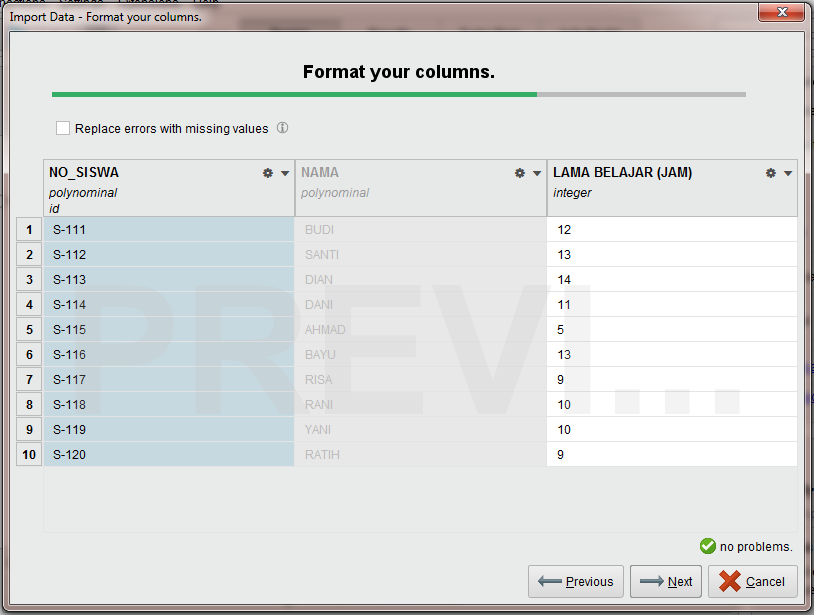 Import Data - Format your columns.
Format your columns.
Replace errors with missing values
NO_SISWA NAMA LAMA BELAJAR (JAM)
polynominal polynominal integer
id
1 S-111 BUDI 12
2 S-112 SANTI 13
3 S-113 DIAN 14
4 S-114 DANI 11
5 S-115 AHMAD 5
6 S-116 BAYU 13
7 S-117 RISA 9
8 S-118 RANI 10
9 S-119 YANI 10
10 S-120 RATIH 9
PREVI...
no problems.
Previous Next Cancel